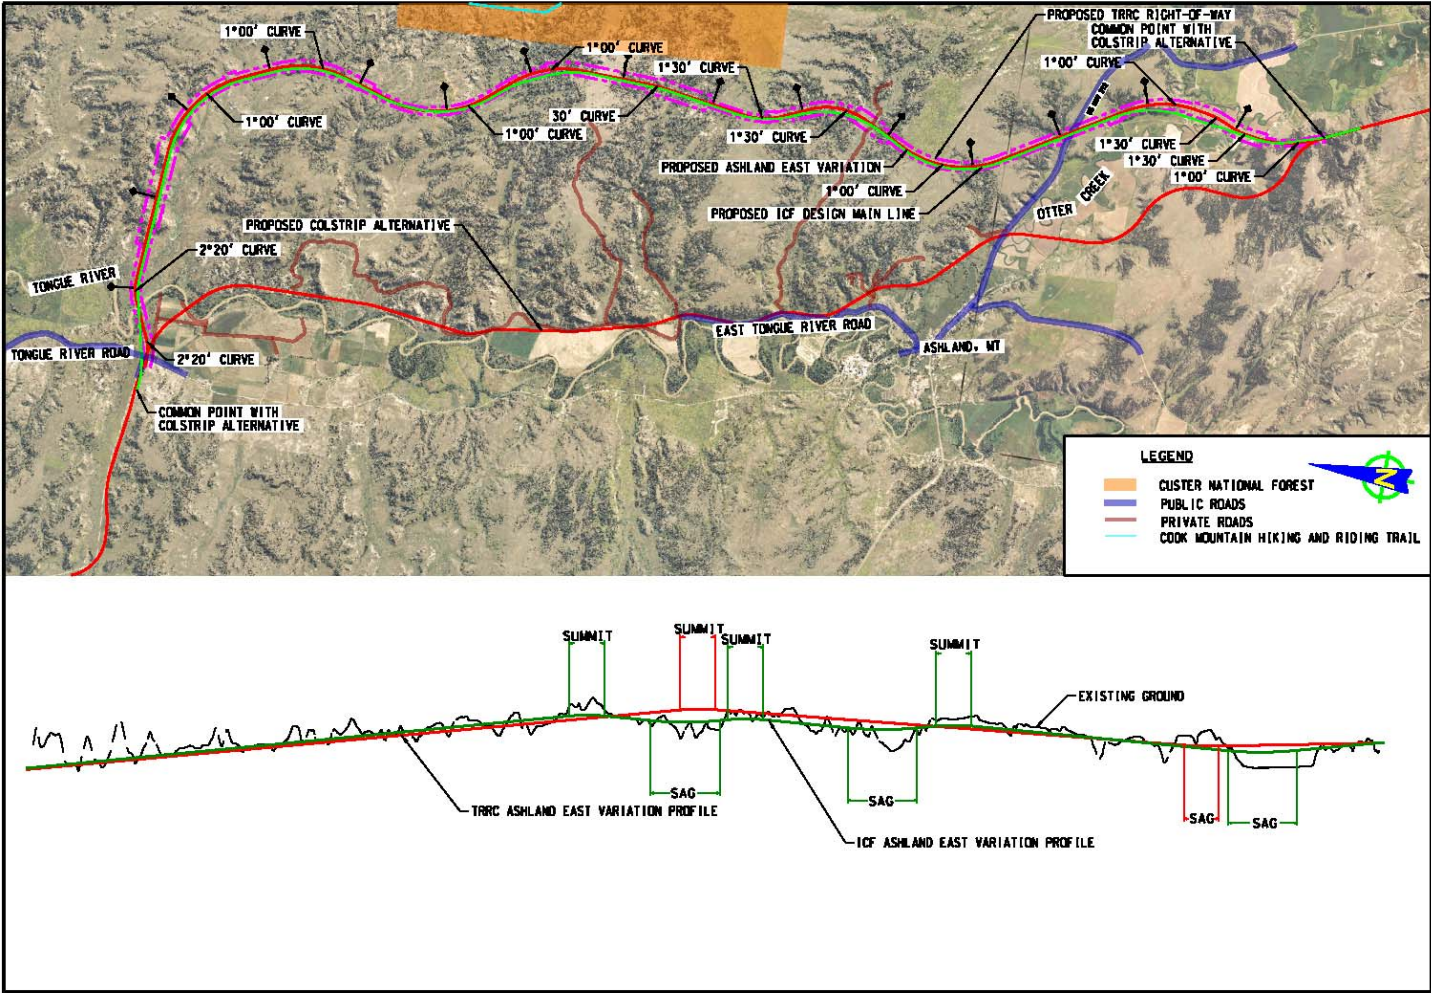 1°00' CURVE
1°00' CURVE
1°30' CURVE
PROPOSED TRRC RIGHT-OF-WAY
COMMON POINT WITH
COLSTRIP ALTERNATIVE
1°00' CURVE
1°00' CURVE
1°00' CURVE
30' CURVE
1°30' CURVE
PROPOSED ASHLAND EAST VARIATION
1°00' CURVE
PROPOSED ICF DESIGN MAIN LINE
1°30' CURVE
1°30' CURVE
1°00' CURVE
OTTER CREEK
PROPOSED COLSTRIP ALTERNATIVE
2°20' CURVE
TONGUE RIVER
TONGUE RIVER ROAD
2°20' CURVE
EAST TONGUE RIVER ROAD
ASHLAND, MT
COMMON POINT WITH
COLSTRIP ALTERNATIVE
LEGEND
N
CUSTER NATIONAL FOREST
PUBLIC ROADS
PRIVATE ROADS
COOK MOUNTAIN HIKING AND RIDING TRAIL
SUMMIT
SUMMIT
SUMMIT
SUMMIT
EXISTING GROUND
SAG
SAG
SAG
SAG
TRRC ASHLAND EAST VARIATION PROFILE
ICF ASHLAND EAST VARIATION PROFILE